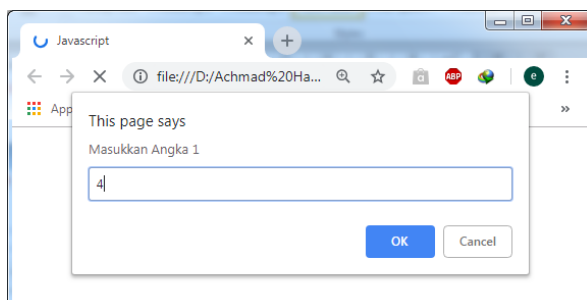 Javascript
file:///D:/Achmad%20Ha...
ABP
e
App
This page says
Masukkan Angka 1
4
OK
Cancel